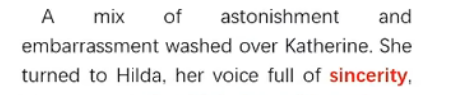 A mix of astonishment and
embarrassment washed over Katherine. She
turned to Hilda, her voice full of sincerity,